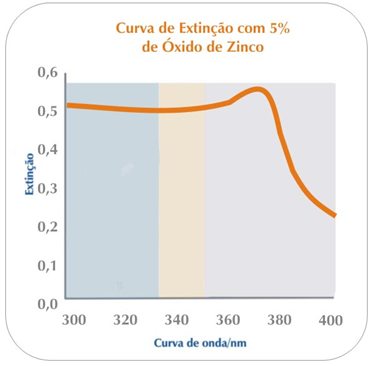 Curva de Extinção com 5%
de Óxido de Zinco
0,6
0,5
0,4
0,3
0,2
0,1
0,0
Extinção
300 320 340 360 380 400
Curva de onda/nm